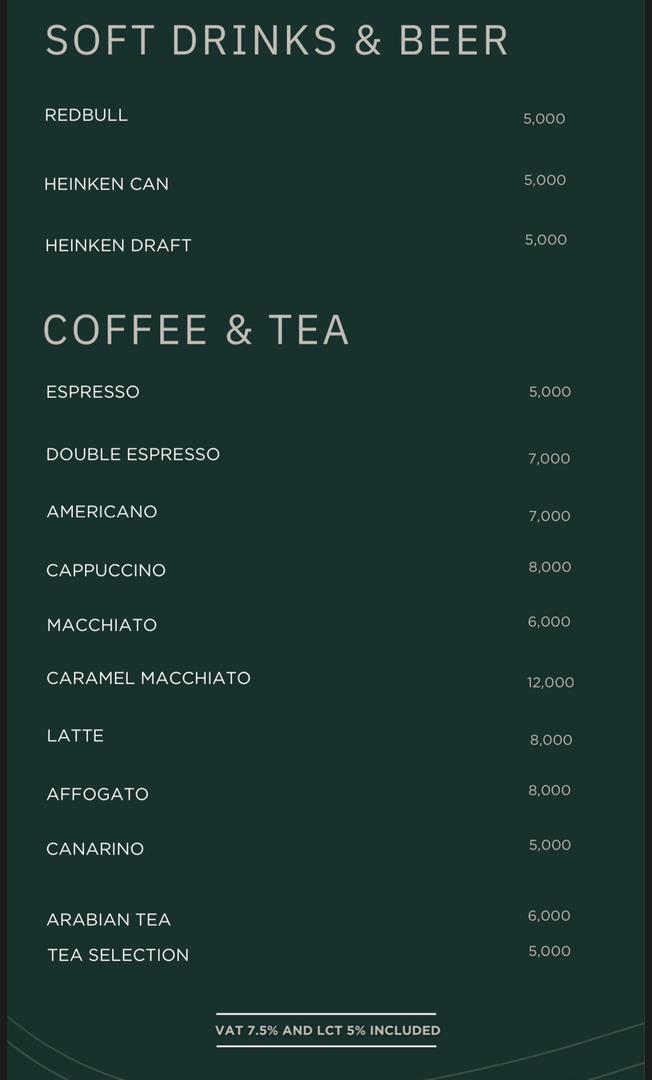 SOFT DRINKS & BEER
REDBULL 5,000
HEINKEN CAN 5,000
HEINKEN DRAFT 5,000
COFFEE & TEA
ESPRESSO 5,000
DOUBLE ESPRESSO 7,000
AMERICANO 7,000
CAPPUCCINO 8,000
MACCHIATO 6,000
CARAMEL MACCHIATO 12,000
LATTE 8,000
AFFOGATO 8,000
CANARINO 5,000
ARABIAN TEA 6,000
TEA SELECTION 5,000
VAT 7.5% AND LCT 5% INCLUDED